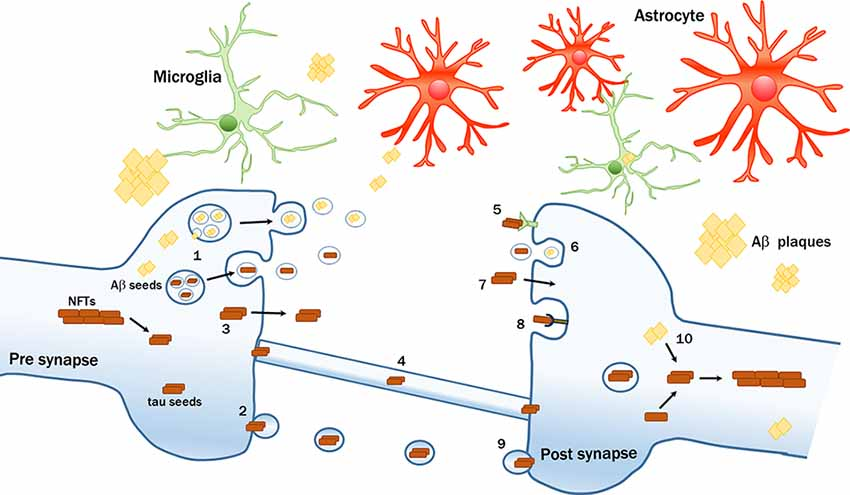 Astrocyte
Microglia
5
6
1
Aβ plaques
7
Aβ seeds
NFTs
3
8
10
Pre synapse
4
tau seeds
2
9
Post synapse